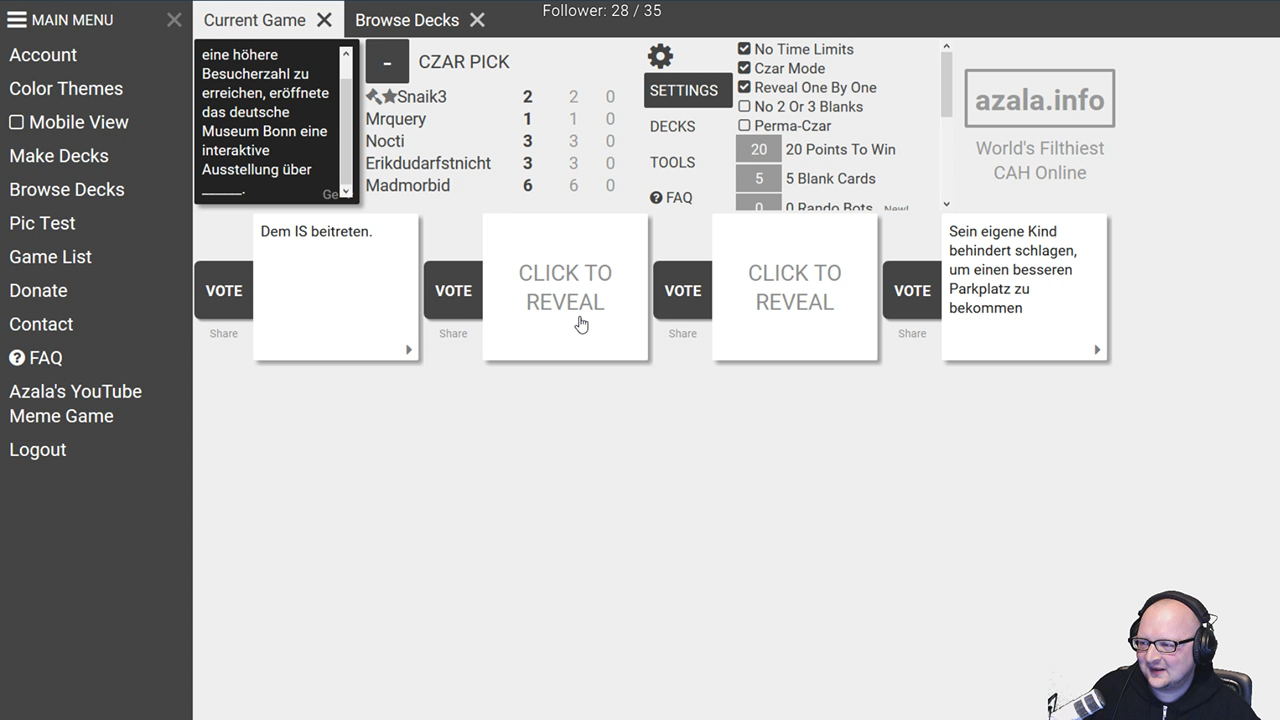 Follower: 28 / 35
MAIN MENU
Account
Color Themes
Mobile View
Make Decks
Browse Decks
Pic Test
Game List
Donate
Contact
FAQ
Azala's YouTube
Meme Game
Logout
Current Game
Browse Decks
eine höhere
Besucherzahl zu
erreichen, eröffnete
das deutsche
Museum Bonn eine
interaktive
Ausstellung über
______.
Ge
- CZAR PICK
Snaik3 2 2 0
Mrquery 1 1 0
Nocti 3 3 0
Erikdudarfstnicht 3 3 0
Madmorbid 6 6 0
SETTINGS
DECKS
TOOLS
FAQ
No Time Limits
Czar Mode
Reveal One By One
No 2 Or 3 Blanks
Perma-Czar
20 20 Points To Win
5 5 Blank Cards
0 0 Rando Bots New!
azala.info
World's Filthiest
CAH Online
VOTE
Share
Dem IS beitreten.
VOTE
Share
CLICK TO
REVEAL
VOTE
Share
CLICK TO
REVEAL
VOTE
Share
Sein eigene Kind
behindert schlagen,
um einen besseren
Parkplatz zu
bekommen